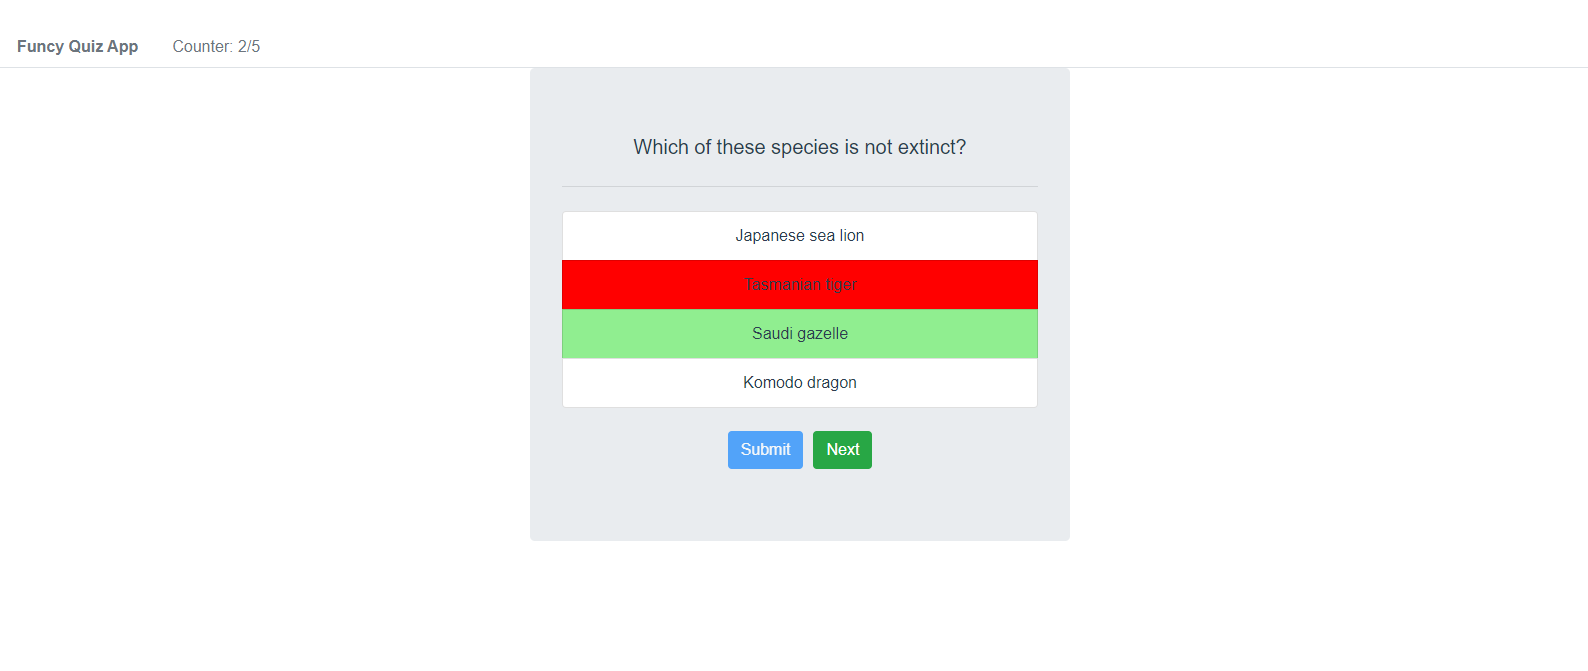 Funcy Quiz App Counter: 2/5
Which of these species is not extinct?
Japanese sea lion
Tasmanian tiger
Saudi gazelle
Komodo dragon
Submit Next